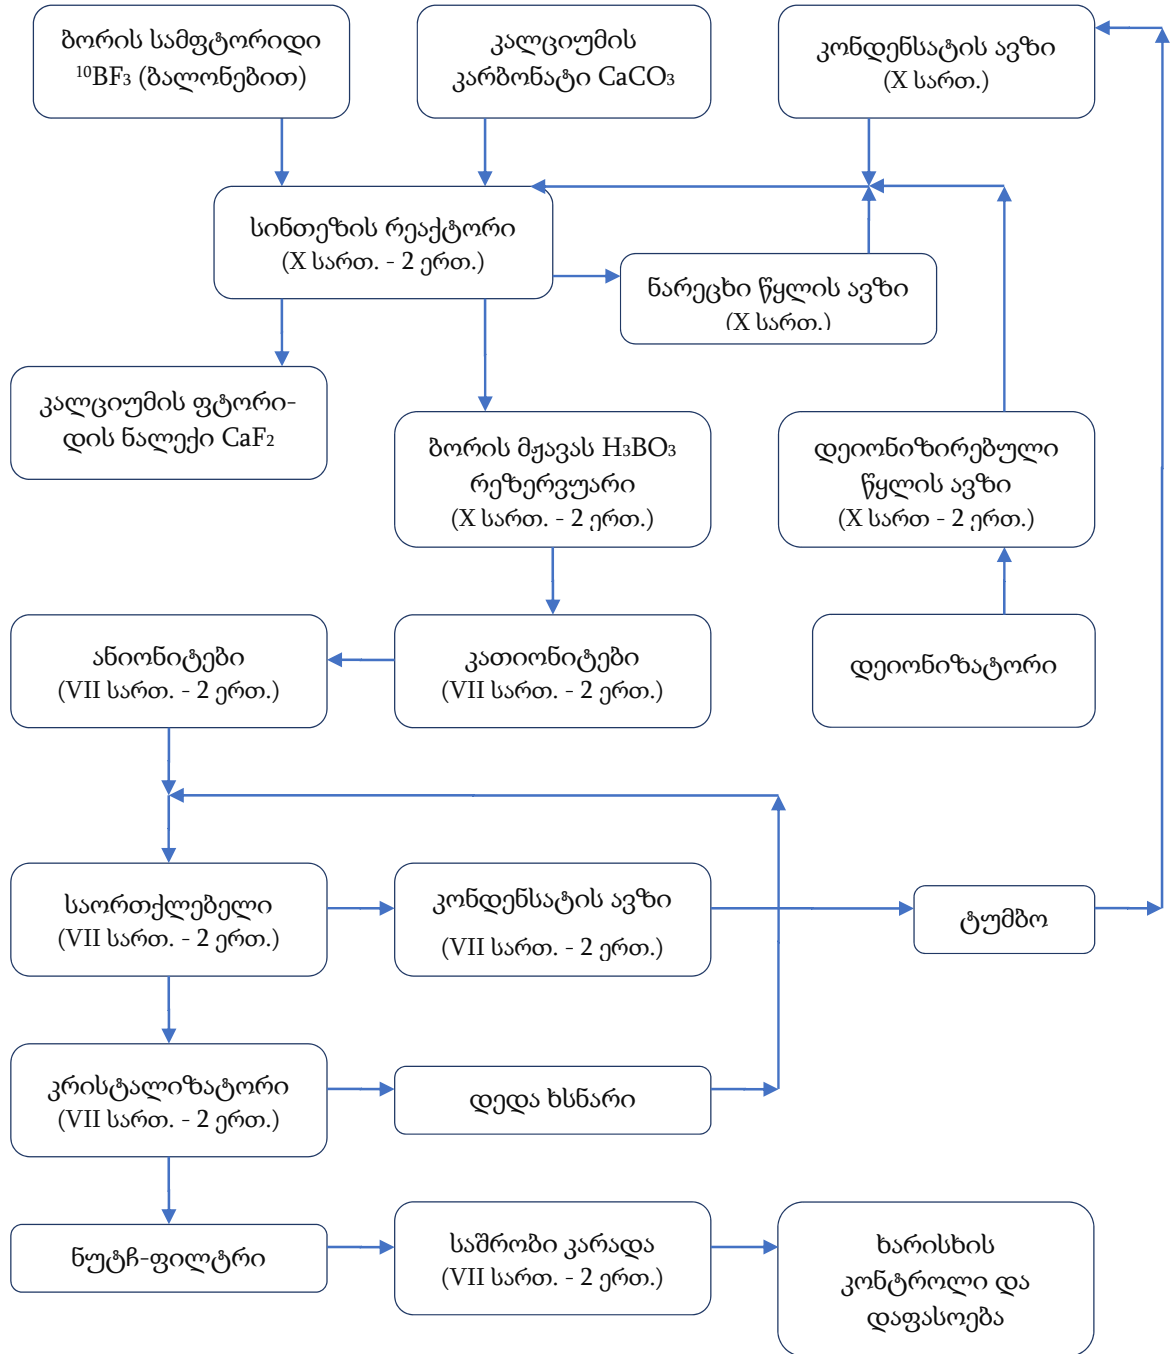 ბორის სამფტორიდი
¹⁰BF₃ (ბალონებით)
კალციუმის
კარბონატი CaCO₃
კონდენსატის ავზი
(X სართ.)
სინთეზის რეაქტორი
(X სართ. - 2 ერთ.)
ნარეცხი წყლის ავზი
(X სართ.)
კალციუმის ფტორი-
დის ნალექი CaF₂
ბორის მჟავას H₃BO₃
რეზერვუარი
(X სართ. - 2 ერთ.)
დეიონიზირებული
წყლის ავზი
(X სართ - 2 ერთ.)
ანიონიტები
(VII სართ. - 2 ერთ.)
კათიონიტები
(VII სართ. - 2 ერთ.)
დეიონიზატორი
საორთქლებელი
(VII სართ. - 2 ერთ.)
კონდენსატის ავზი
(VII სართ. - 2 ერთ.)
ტუმბო
კრისტალიზატორი
(VII სართ. - 2 ერთ.)
დედა ხსნარი
ნუტჩ-ფილტრი
საშრობი კარადა
(VII სართ. - 2 ერთ.)
ხარისხის
კონტროლი და
დაფასოება